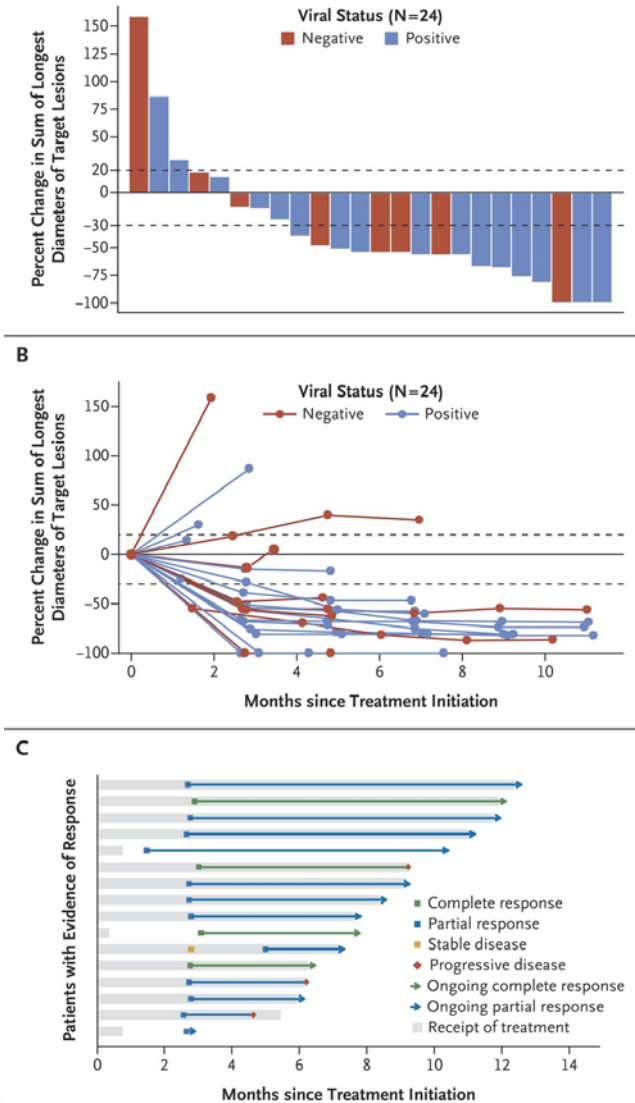 Viral Status (N=24)
Negative Positive
Percent Change in Sum of Longest
Diameters of Target Lesions
150
125
100
75
50
20
0
−30
−50
−75
−100
B
Viral Status (N=24)
Negative Positive
Percent Change in Sum of Longest
Diameters of Target Lesions
150
100
50
0
−50
−100
0 2 4 6 8 10
Months since Treatment Initiation
C
Patients with Evidence of Response
Complete response
Partial response
Stable disease
Progressive disease
Ongoing complete response
Ongoing partial response
Receipt of treatment
0 2 4 6 8 10 12 14
Months since Treatment Initiation